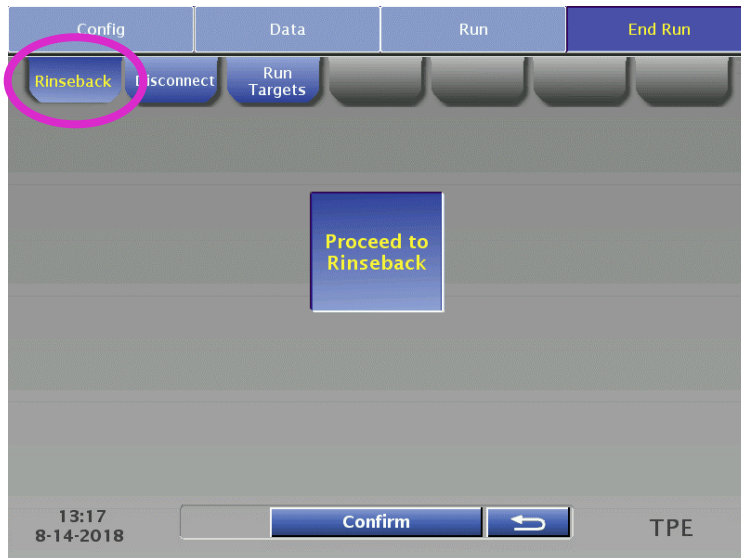 Config
Data
Run
End Run
Rinseback
Disconnect
Run
Targets
Proceed to
Rinseback
13:17
8-14-2018
Confirm
TPE